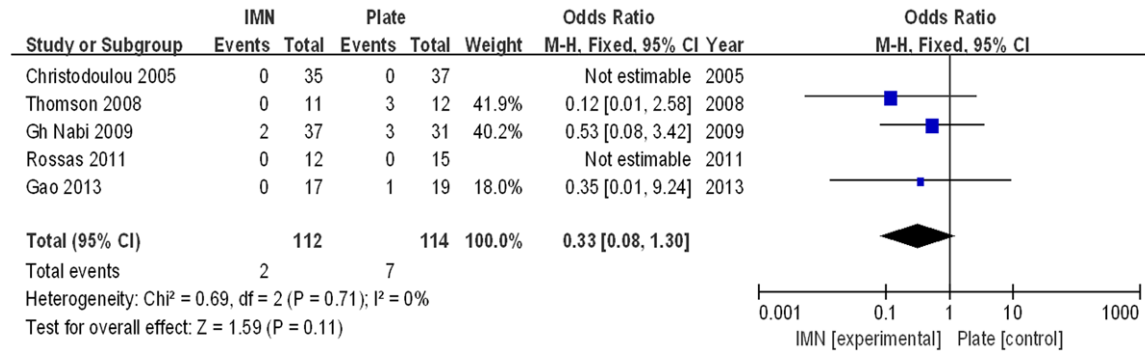 IMN Plate Odds Ratio Odds Ratio
Study or Subgroup Events Total Events Total Weight M-H, Fixed, 95% CI Year M-H, Fixed, 95% CI
Christodoulou 2005 0 35 0 37 Not estimable 2005
Thomson 2008 0 11 3 12 41.9% 0.12 [0.01, 2.58] 2008
Gh Nabi 2009 2 37 3 31 40.2% 0.53 [0.08, 3.42] 2009
Rossas 2011 0 12 0 15 Not estimable 2011
Gao 2013 0 17 1 19 18.0% 0.35 [0.01, 9.24] 2013
Total (95% CI) 112 114 100.0% 0.33 [0.08, 1.30]
Total events 2 7
Heterogeneity: Chi² = 0.69, df = 2 (P = 0.71); I² = 0%
Test for overall effect: Z = 1.59 (P = 0.11)
0.001 0.1 1 10 1000
IMN [experimental] Plate [control]